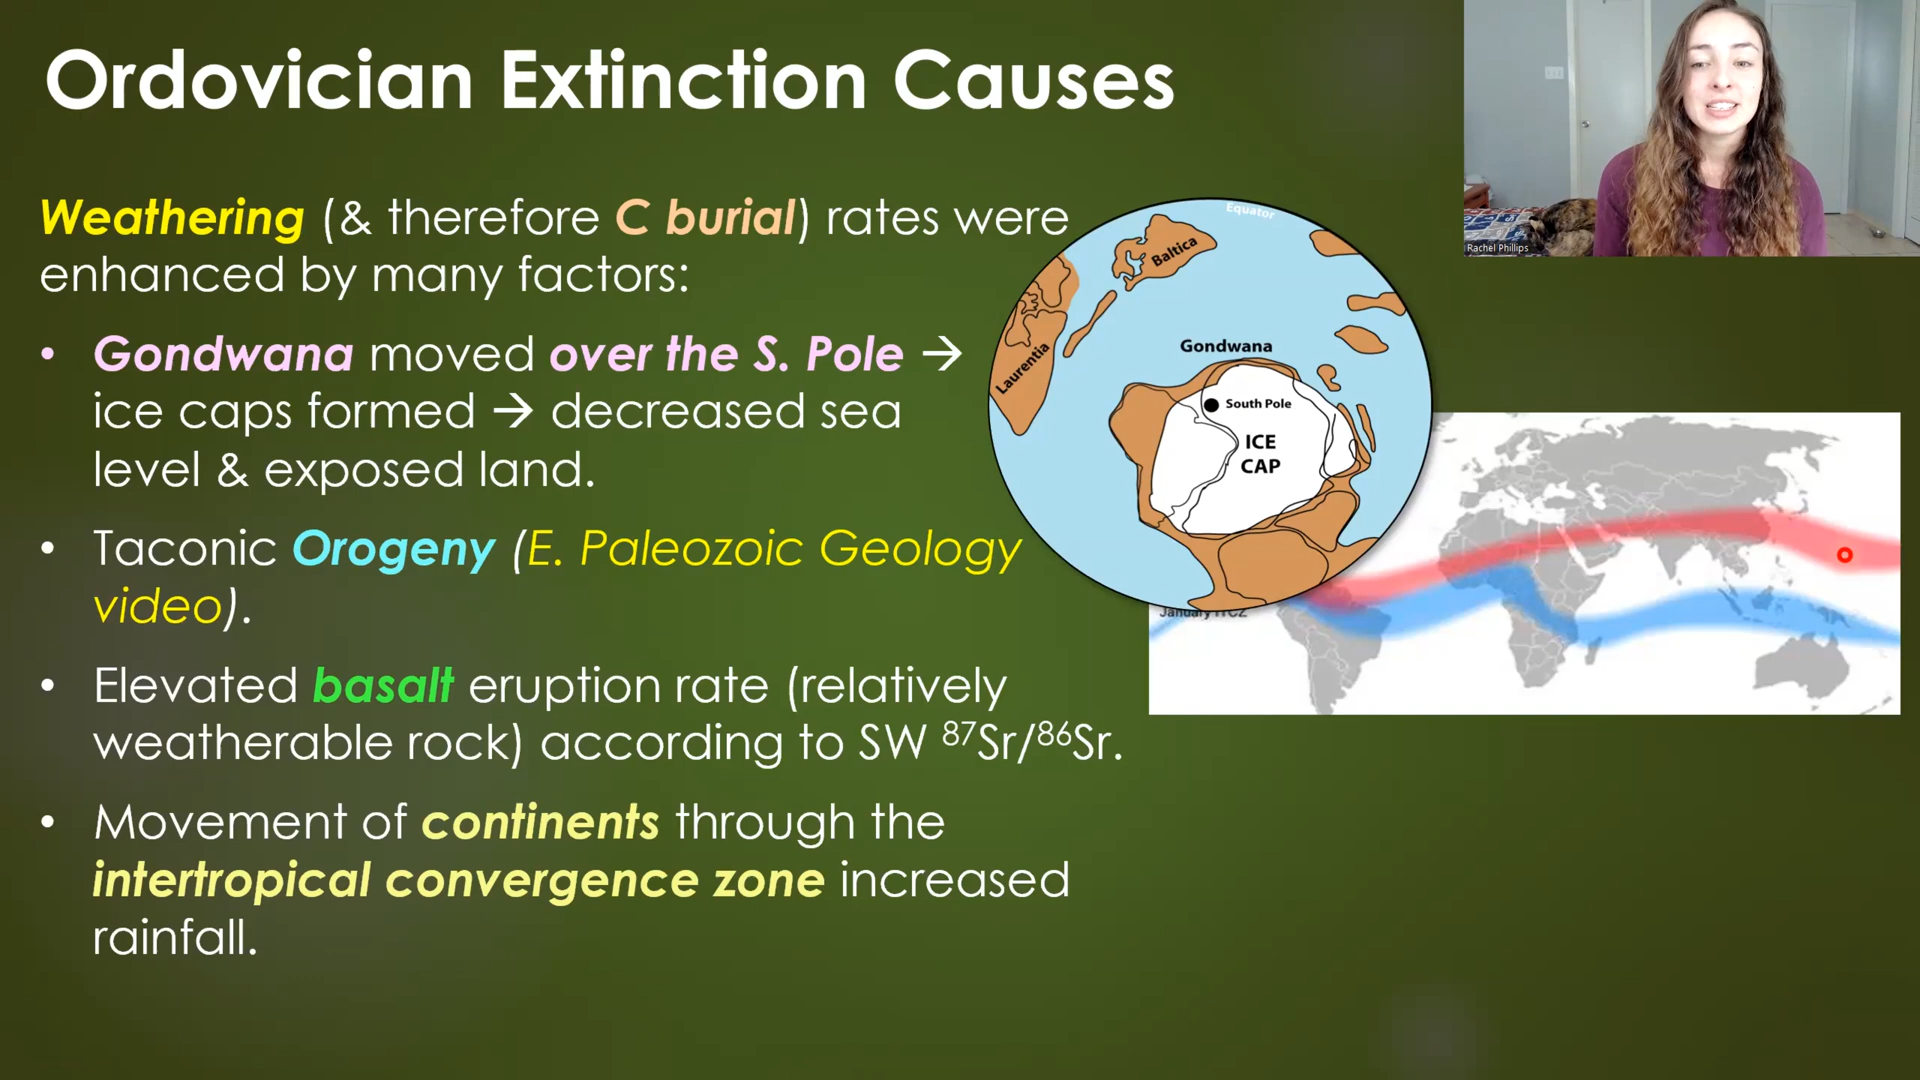 Ordovician Extinction Causes
Weathering (& therefore C burial) rates were
enhanced by many factors:
• Gondwana moved over the S. Pole →
ice caps formed → decreased sea
level & exposed land.
• Taconic Orogeny (E. Paleozoic Geology
video).
• Elevated basalt eruption rate (relatively
weatherable rock) according to SW ⁸⁷Sr/⁸⁶Sr.
• Movement of continents through the
intertropical convergence zone increased
rainfall.
Equator
Baltica
Laurentia
Gondwana
South Pole
ICE
CAP
January ITCZ
Rachel Phillips